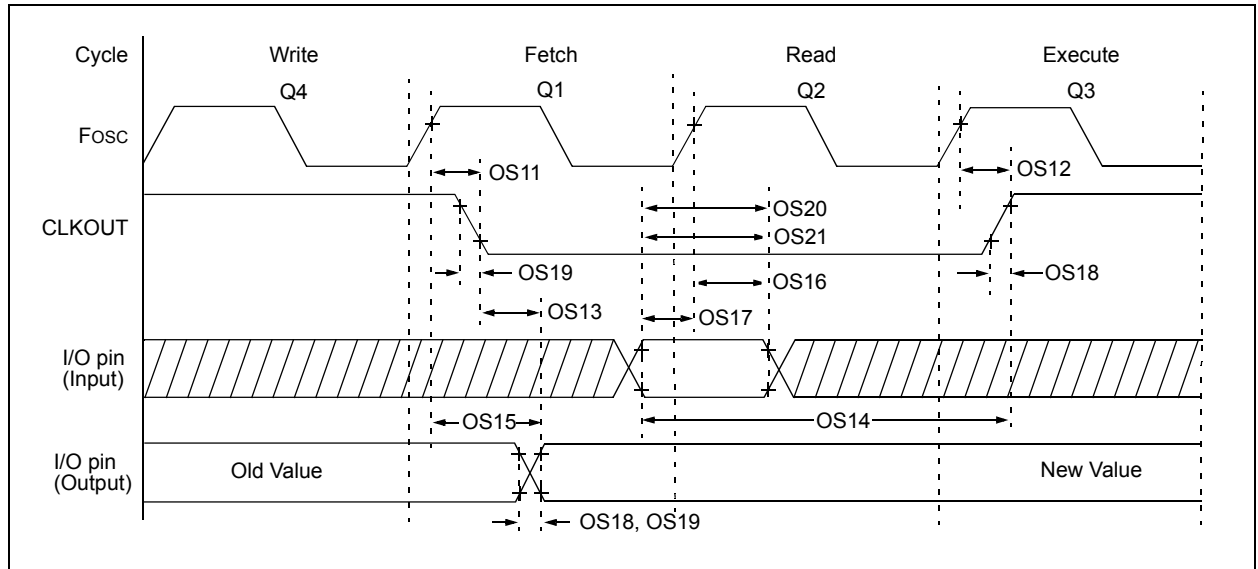 Cycle Write Fetch Read Execute
Q4 Q1 Q2 Q3
Fosc
OS11 OS12
OS20
CLKOUT
OS21
OS19 OS16 OS18
OS13 OS17
I/O pin
(Input)
OS15 OS14
I/O pin
(Output)
Old Value New Value
OS18, OS19